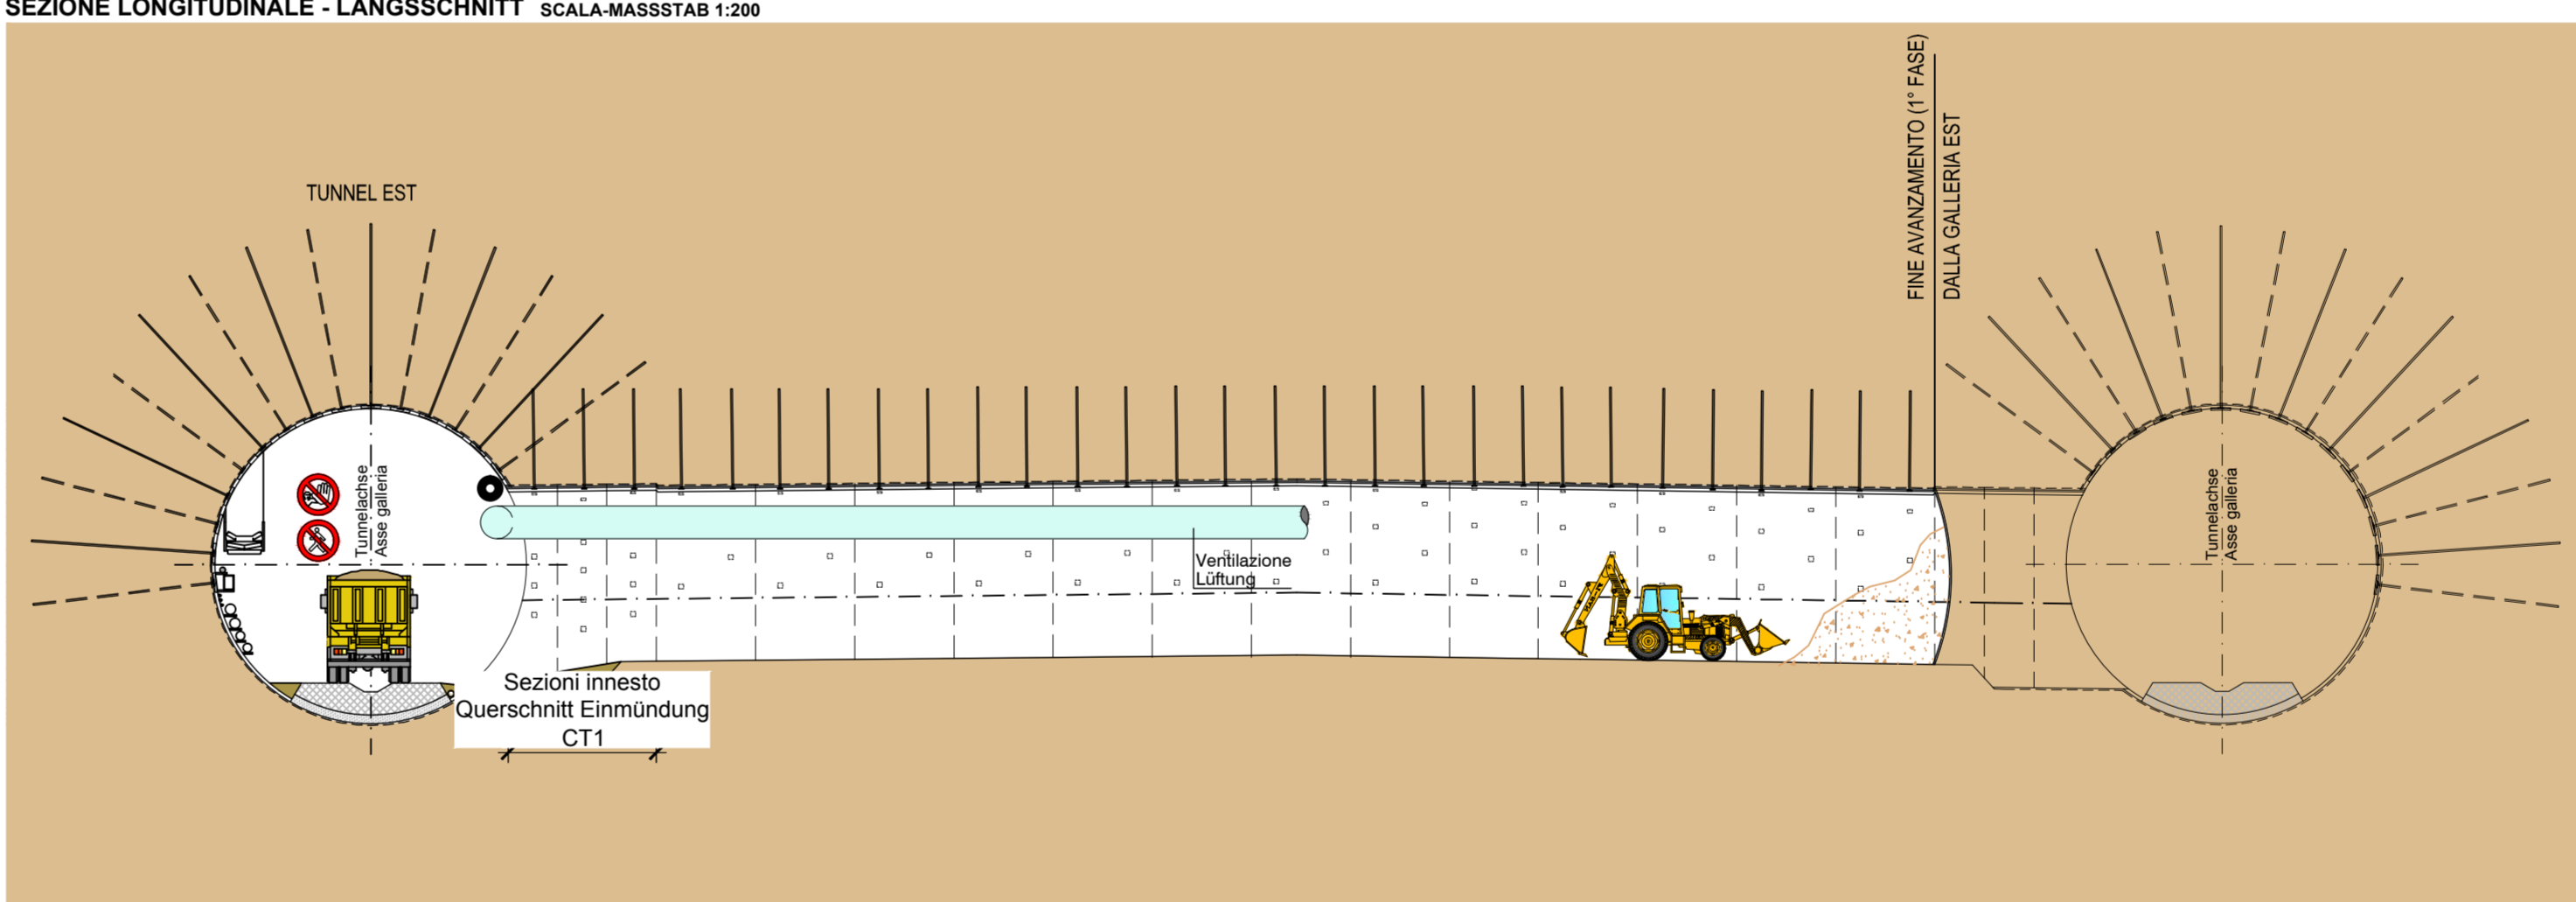 SEZIONE LONGITUDINALE - LÄNGSSCHNITT SCALA-MASSSTAB 1:200
TUNNEL EST
Tunnelachse
Asse galleria
Ventilazione
Lüftung
Sezioni innesto
Querschnitt Einmündung
CT1
FINE AVANZAMENTO (1° FASE)
DALLA GALLERIA EST
Tunnelachse
Asse galleria